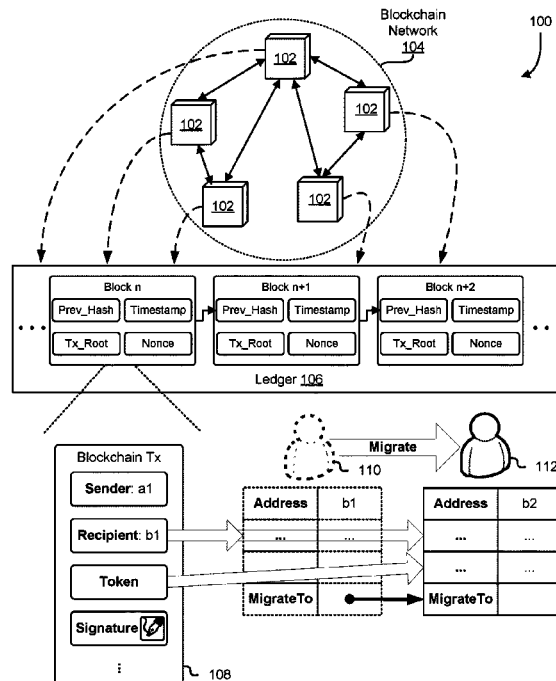 Blockchain
Network
104
100
102
102
102
102
102
Block n
Block n+1
Block n+2
Prev_Hash Timestamp Prev_Hash Timestamp Prev_Hash Timestamp
... ...
Tx_Root Nonce Tx_Root Nonce Tx_Root Nonce
Ledger 106
Blockchain Tx
Migrate
110
112
Sender: a1
Address b1
Address b2
Recipient: b1
... ...
... ...
Token
... ...
MigrateTo
MigrateTo
Signature
...
108